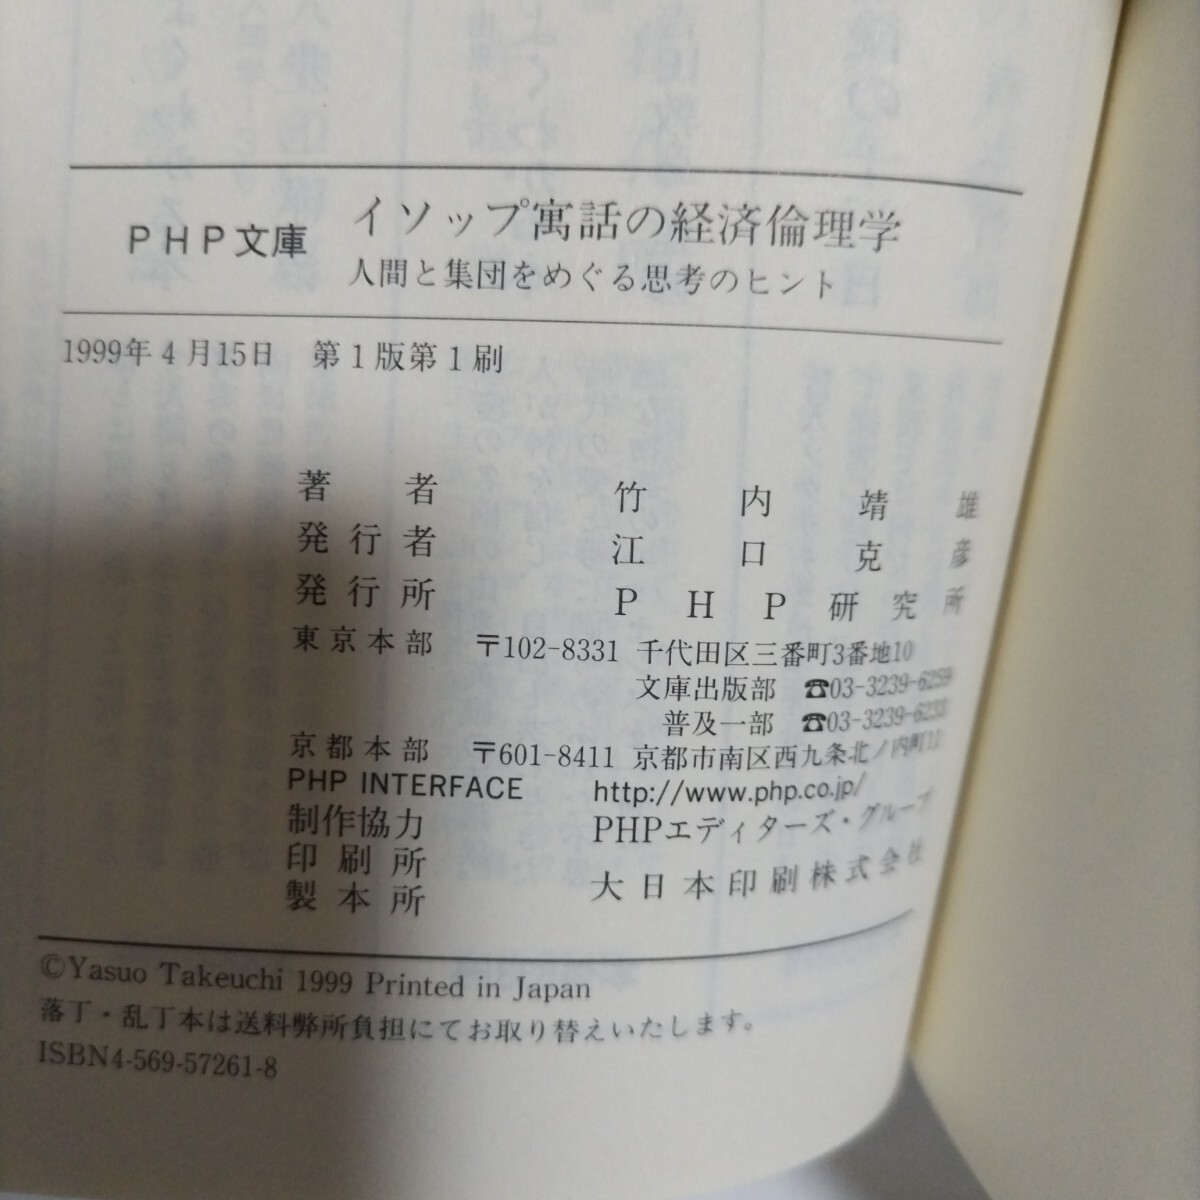 PHP文庫 イソップ寓話の経済倫理学
人間と集団をめぐる思考のヒント
1999年4月15日 第1版第1刷
著者 竹内靖雄
発行者 江口克彦
発行所 PHP研究所
東京本部 〒102-8331 千代田区三番町3番地10
文庫出版部 ☎03-3239-6259
普及一部 ☎03-3239-6233
京都本部 〒601-8411 京都市南区西九条北ノ内町11
PHP INTERFACE http://www.php.co.jp/
制作協力 PHPエディターズ・グループ
印刷所
製本所 大日本印刷株式会社
©Yasuo Takeuchi 1999 Printed in Japan
落丁・乱丁本は送料弊所負担にてお取り替えいたします。
ISBN4-569-57261-8